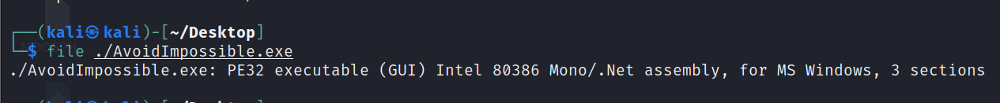 ┌──(kali㉿kali)-[~/Desktop]
└─$ file ./AvoidImpossible.exe
./AvoidImpossible.exe: PE32 executable (GUI) Intel 80386 Mono/.Net assembly, for MS Windows, 3 sections